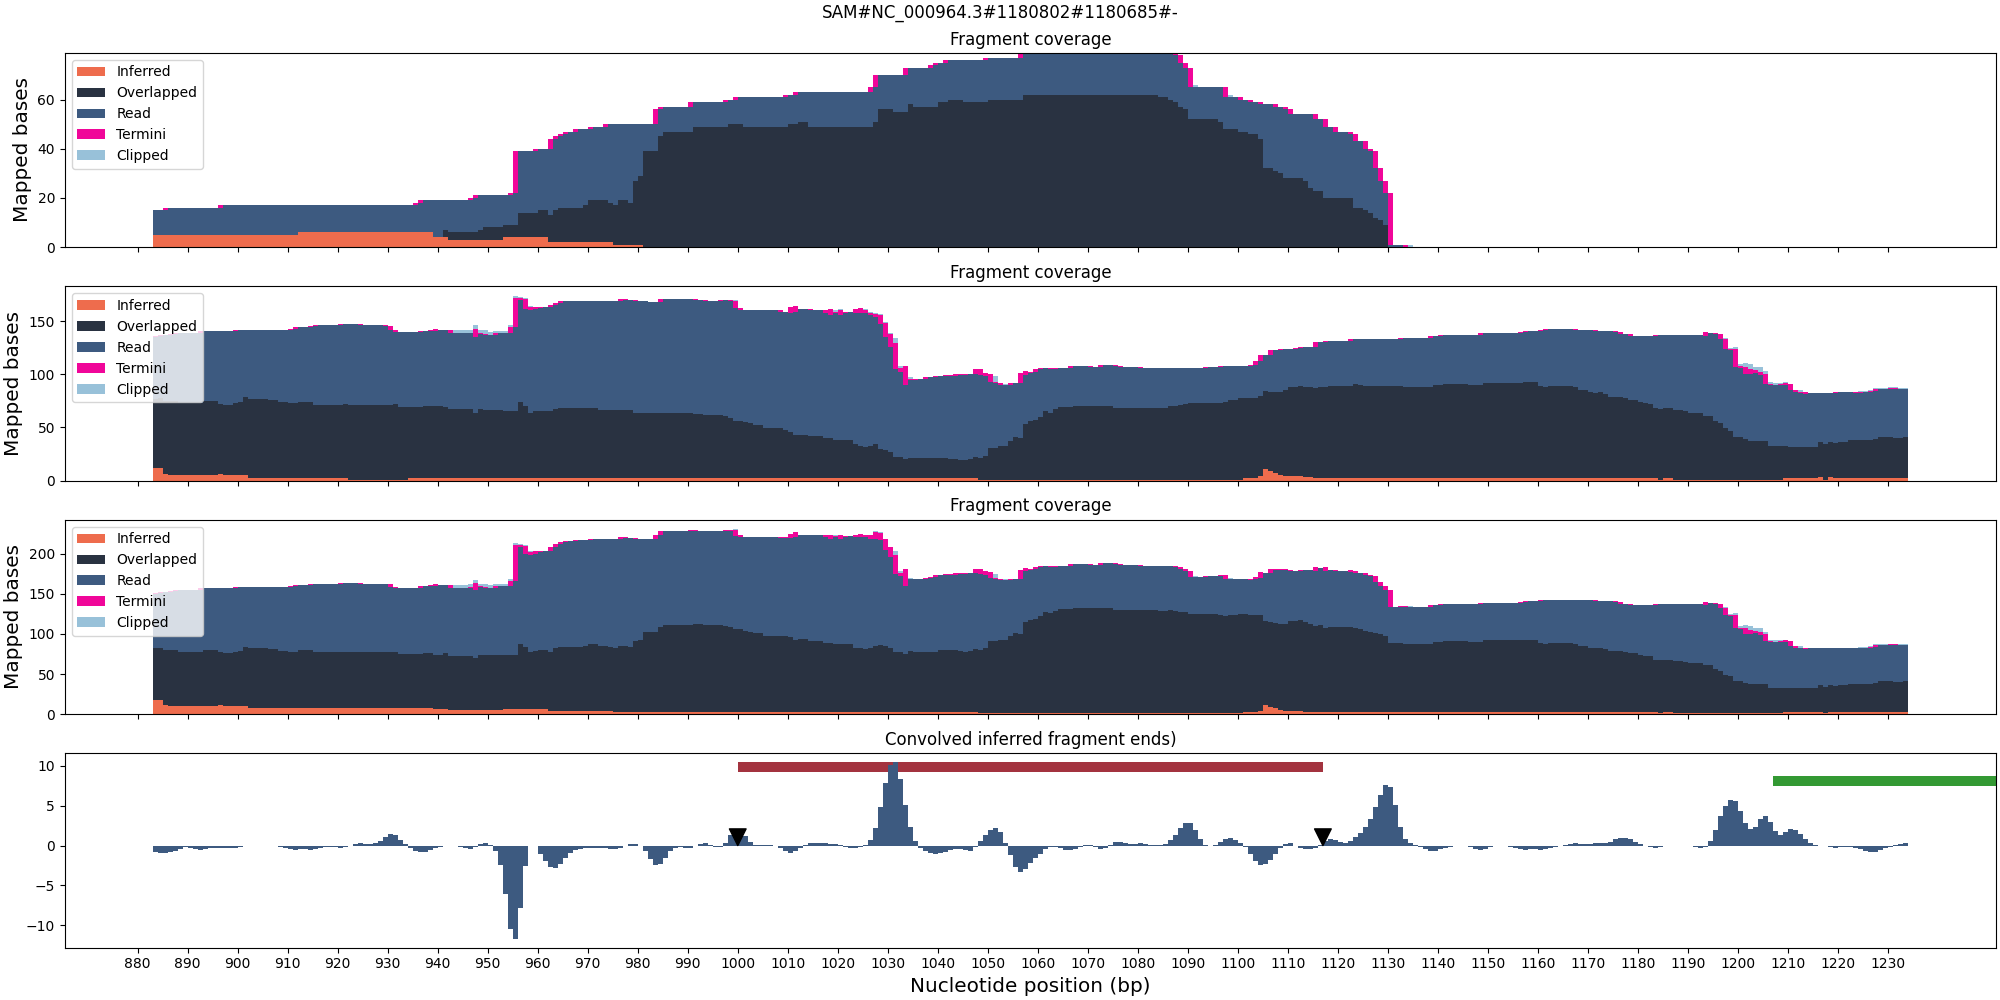 SAM#NC_000964.3#1180802#1180685#-
Fragment coverage
Mapped bases
60
40
20
0
Inferred
Overlapped
Read
Termini
Clipped
Fragment coverage
Mapped bases
150
100
50
0
Inferred
Overlapped
Read
Termini
Clipped
Fragment coverage
Mapped bases
200
150
100
50
0
Inferred
Overlapped
Read
Termini
Clipped
Convolved inferred fragment ends)
10
5
0
−5
−10
880 890 900 910 920 930 940 950 960 970 980 990 1000 1010 1020 1030 1040 1050 1060 1070 1080 1090 1100 1110 1120 1130 1140 1150 1160 1170 1180 1190 1200 1210 1220 1230
Nucleotide position (bp)